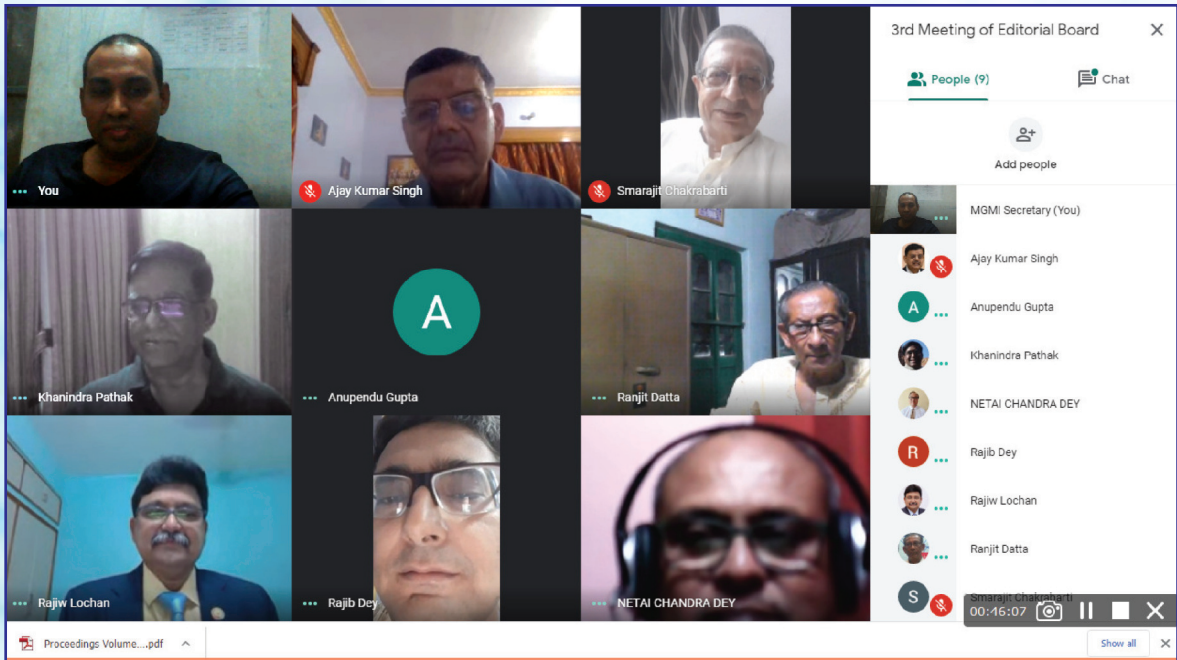 You
Ajay Kumar Singh
Smarajit Chakrabarti
Khanindra Pathak
A
Anupendu Gupta
Ranjit Datta
Rajiw Lochan
Rajib Dey
NETAI CHANDRA DEY
3rd Meeting of Editorial Board
People (9)
Chat
Add people
MGMI Secretary (You)
Ajay Kumar Singh
A
Anupendu Gupta
Khanindra Pathak
NETAI CHANDRA DEY
R
Rajib Dey
Rajiw Lochan
Ranjit Datta
S
Smarajit Chakrabarti
00:46:07
Proceedings Volume....pdf
Show all